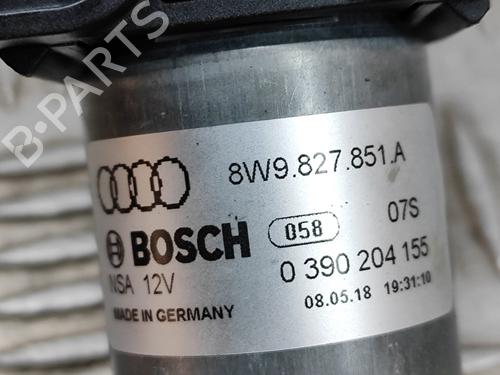 8W9.827.851.A
BOSCH 058 07S
NSA 12V 0 390 204 155
MADE IN GERMANY 08.05.18 19:31:10
B-PARTS